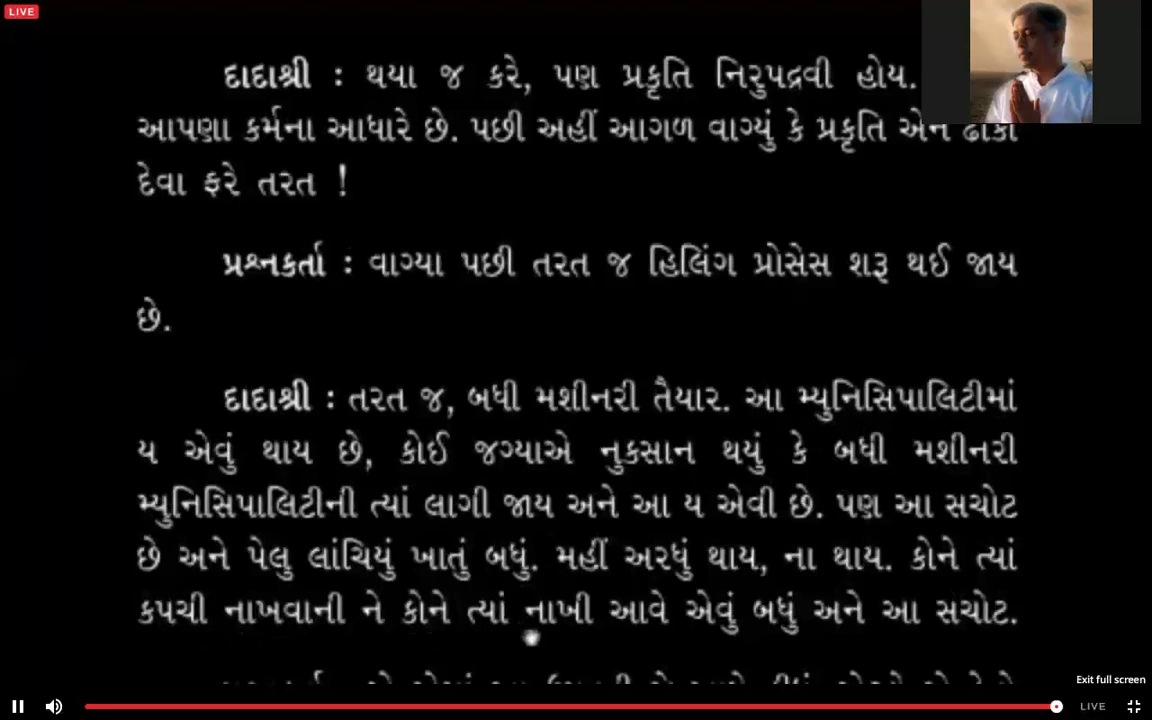 LIVE
દાદાશ્રી : થયા જ કરે, પણ પ્રકૃતિ નિરુપદ્રવી હોય.
આપણા કર્મના આધારે છે. પછી અહીં આગળ વાગ્યું કે પ્રકૃતિ એને ઢાંકી
દેવા ફરે તરત !
પ્રશ્નકર્તા : વાગ્યા પછી તરત જ હિલિંગ પ્રોસેસ શરૂ થઈ જાય
છે.
દાદાશ્રી : તરત જ, બધી મશીનરી તૈયાર. આ મ્યુનિસિપાલિટીમાં
ય એવું થાય છે, કોઈ જગ્યાએ નુકસાન થયું કે બધી મશીનરી
મ્યુનિસિપાલિટીની ત્યાં લાગી જાય અને આ ય એવી છે. પણ આ સચોટ
છે અને પેલુ લાંચિયું ખાતું બધું. મહીં અરધું થાય, ના થાય. કોને ત્યાં
કપચી નાખવાની ને કોને ત્યાં નાખી આવે એવું બધું અને આ સચોટ.
Exit full screen
LIVE